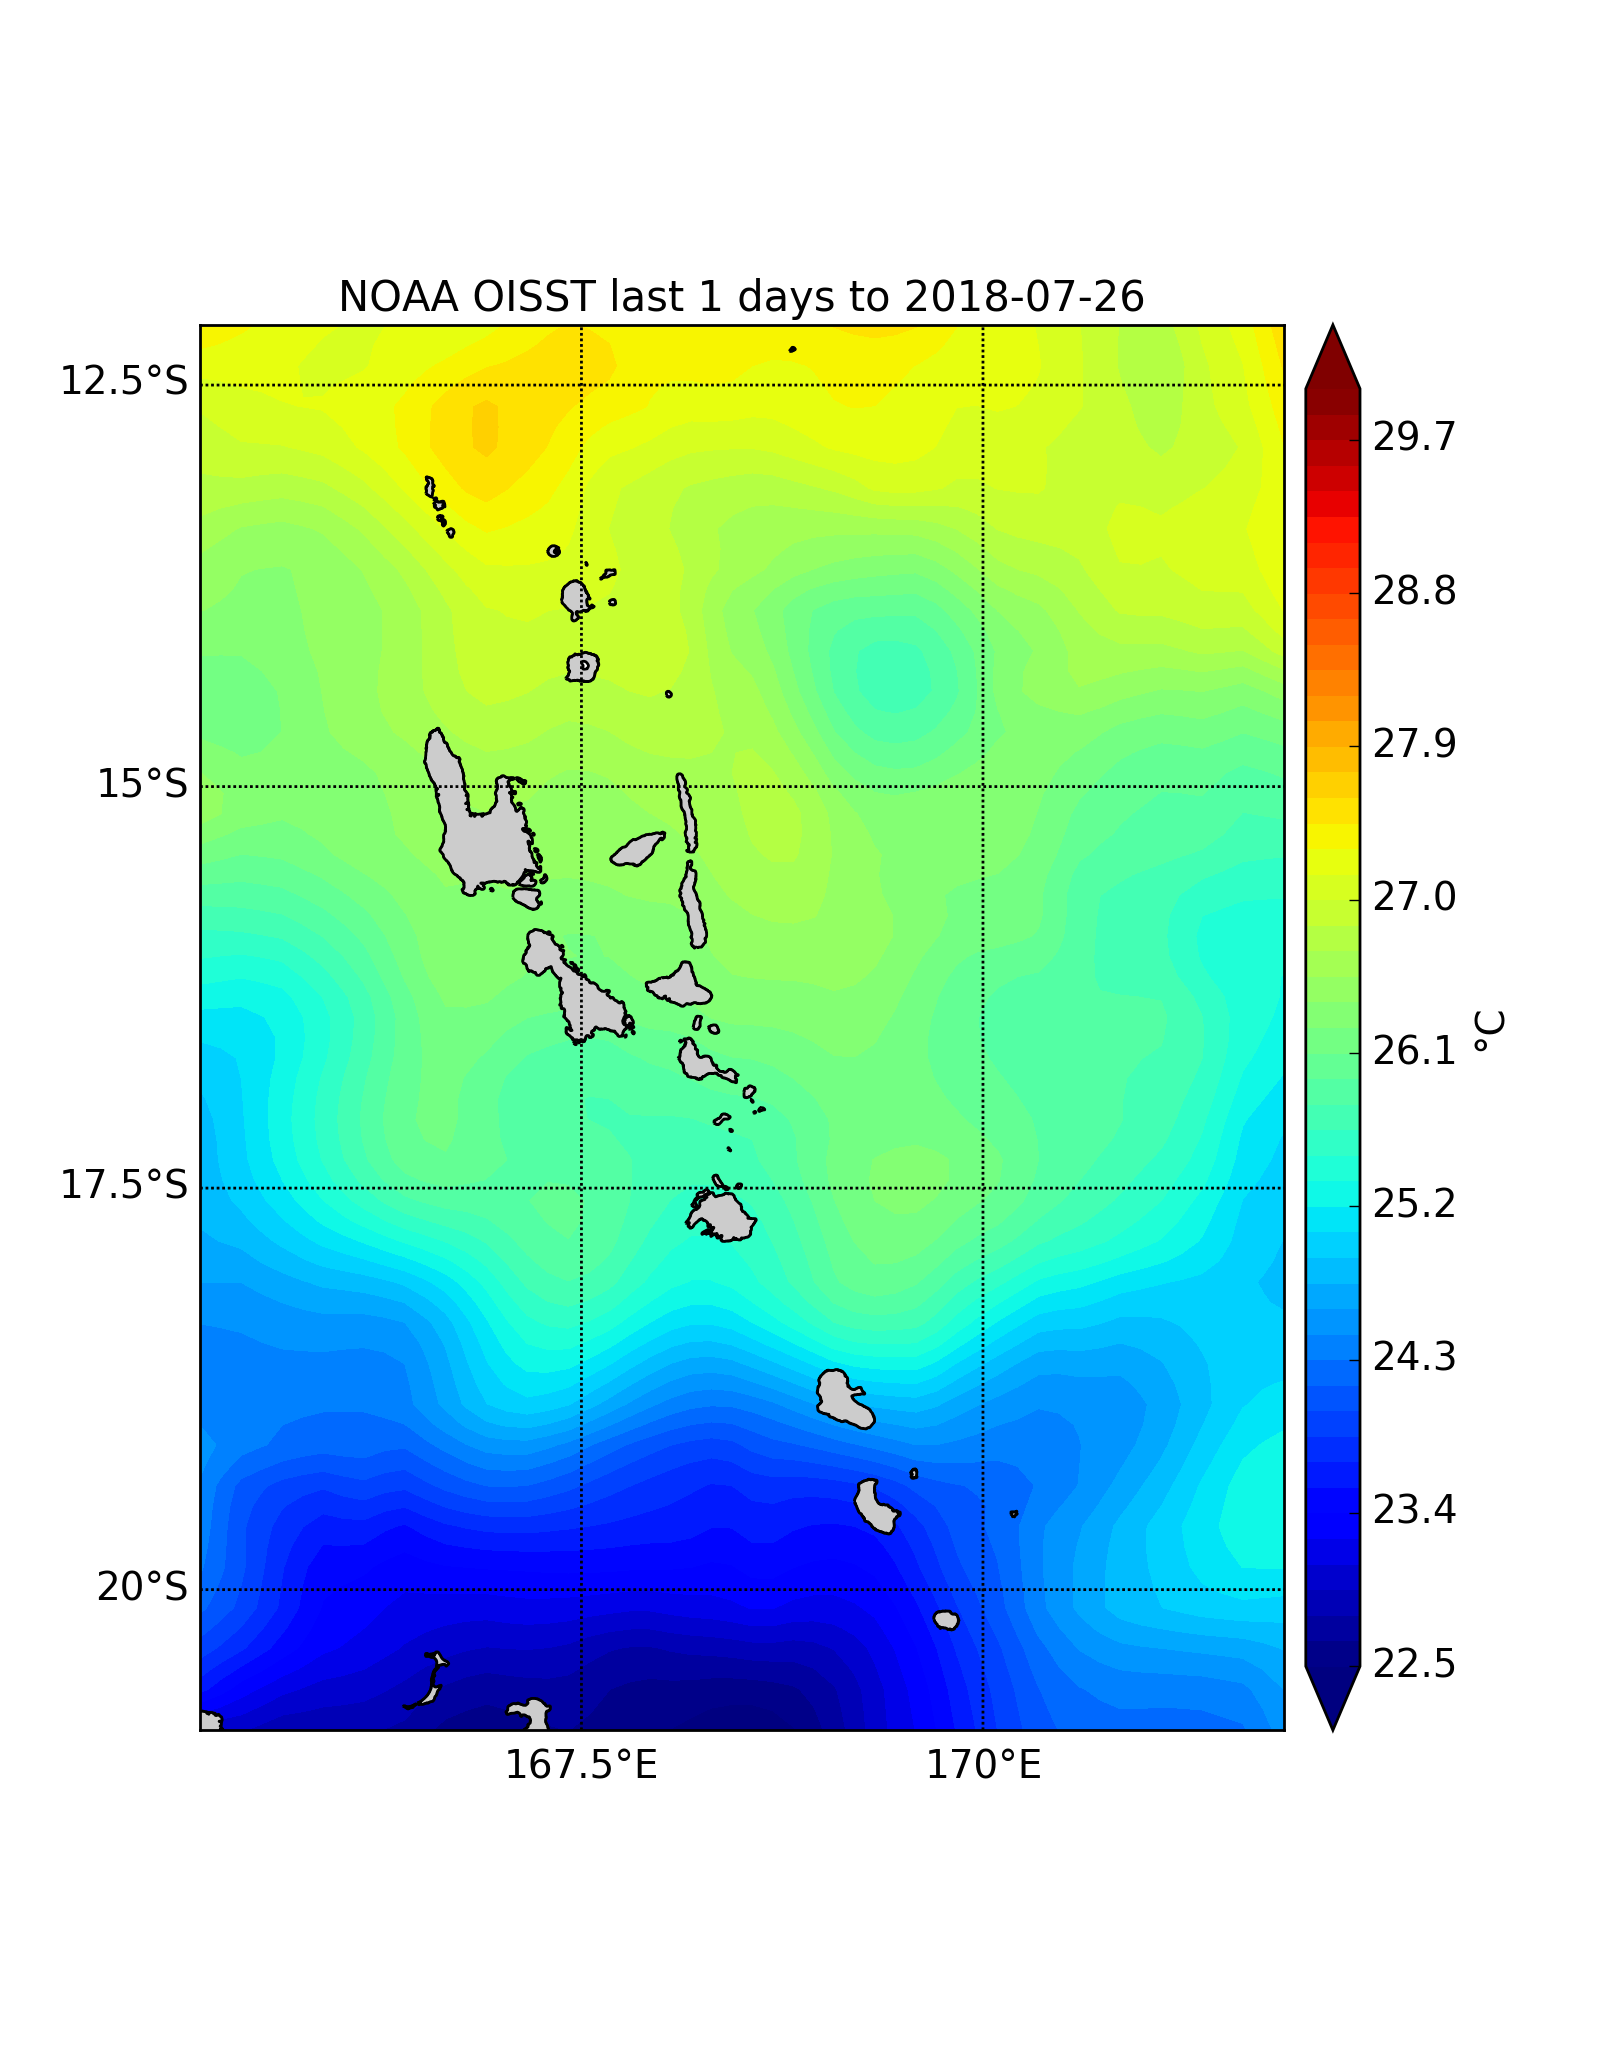 NOAA OISST last 1 days to 2018-07-26
12.5°S
15°S
17.5°S
20°S
167.5°E
170°E
29.7
28.8
27.9
27.0
26.1
25.2
24.3
23.4
22.5
°C